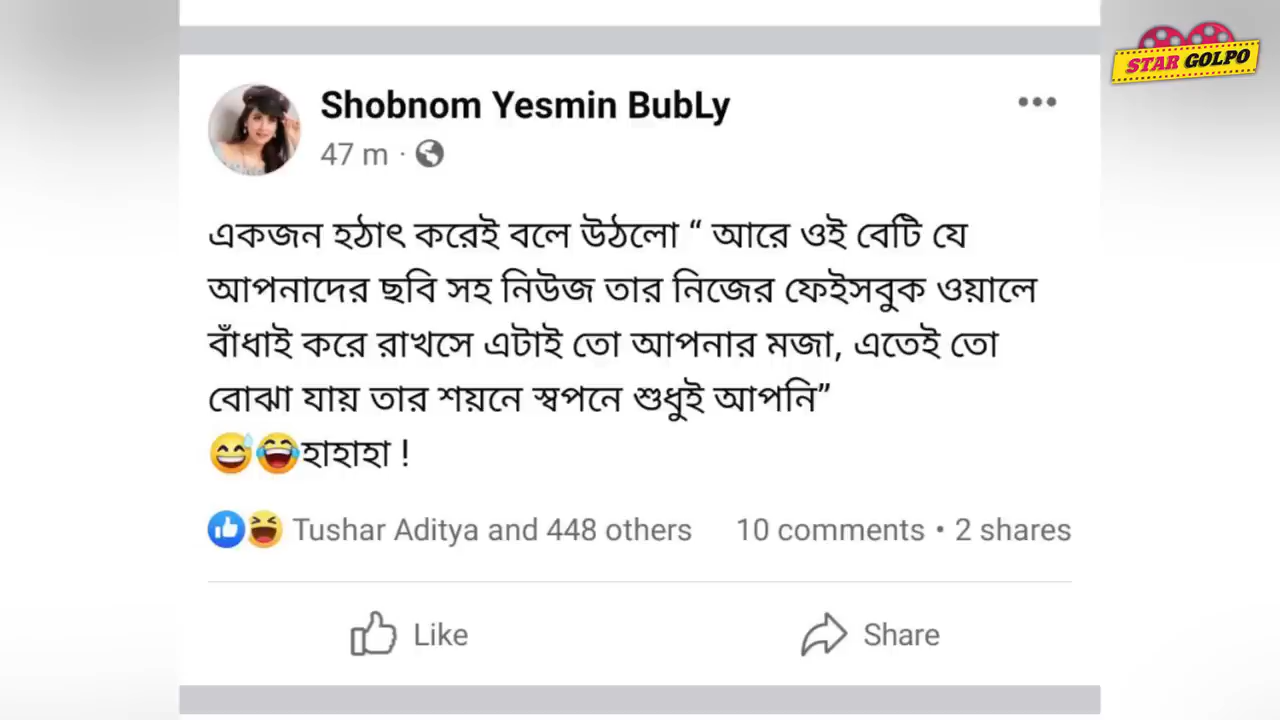 STAR GOLPO
Shobnom Yesmin BubLy
47 m ·
একজন হঠাৎ করেই বলে উঠলো “ আরে ওই বেটি যে
আপনাদের ছবি সহ নিউজ তার নিজের ফেইসবুক ওয়ালে
বাঁধাই করে রাখসে এটাই তো আপনার মজা, এতেই তো
বোঝা যায় তার শয়নে স্বপনে শুধুই আপনি”
😅😂হাহাহা !
Tushar Aditya and 448 others 10 comments • 2 shares
Like Share